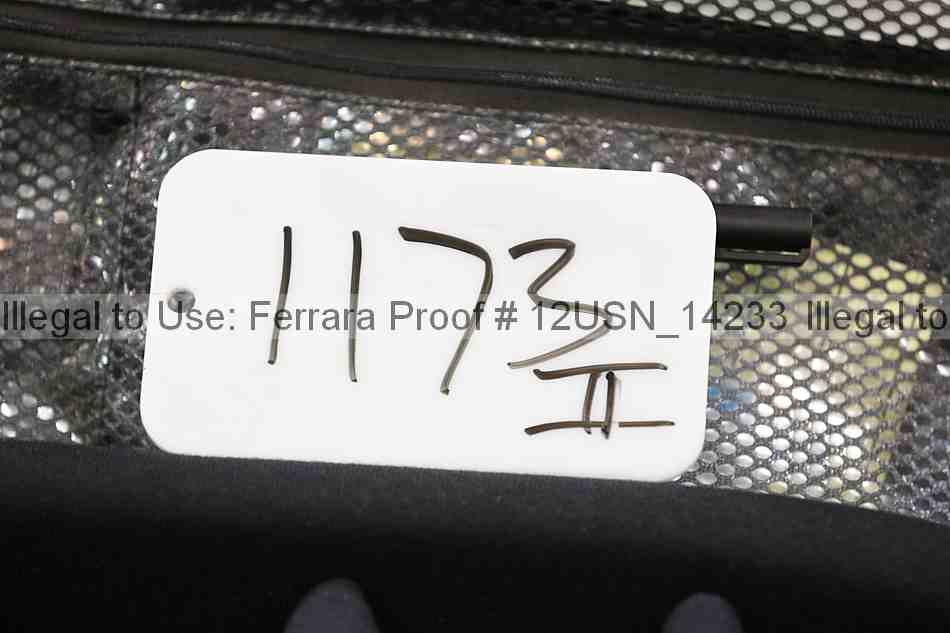 1173
II
Illegal to Use: Ferrara Proof # 12USN_14233 Illegal to